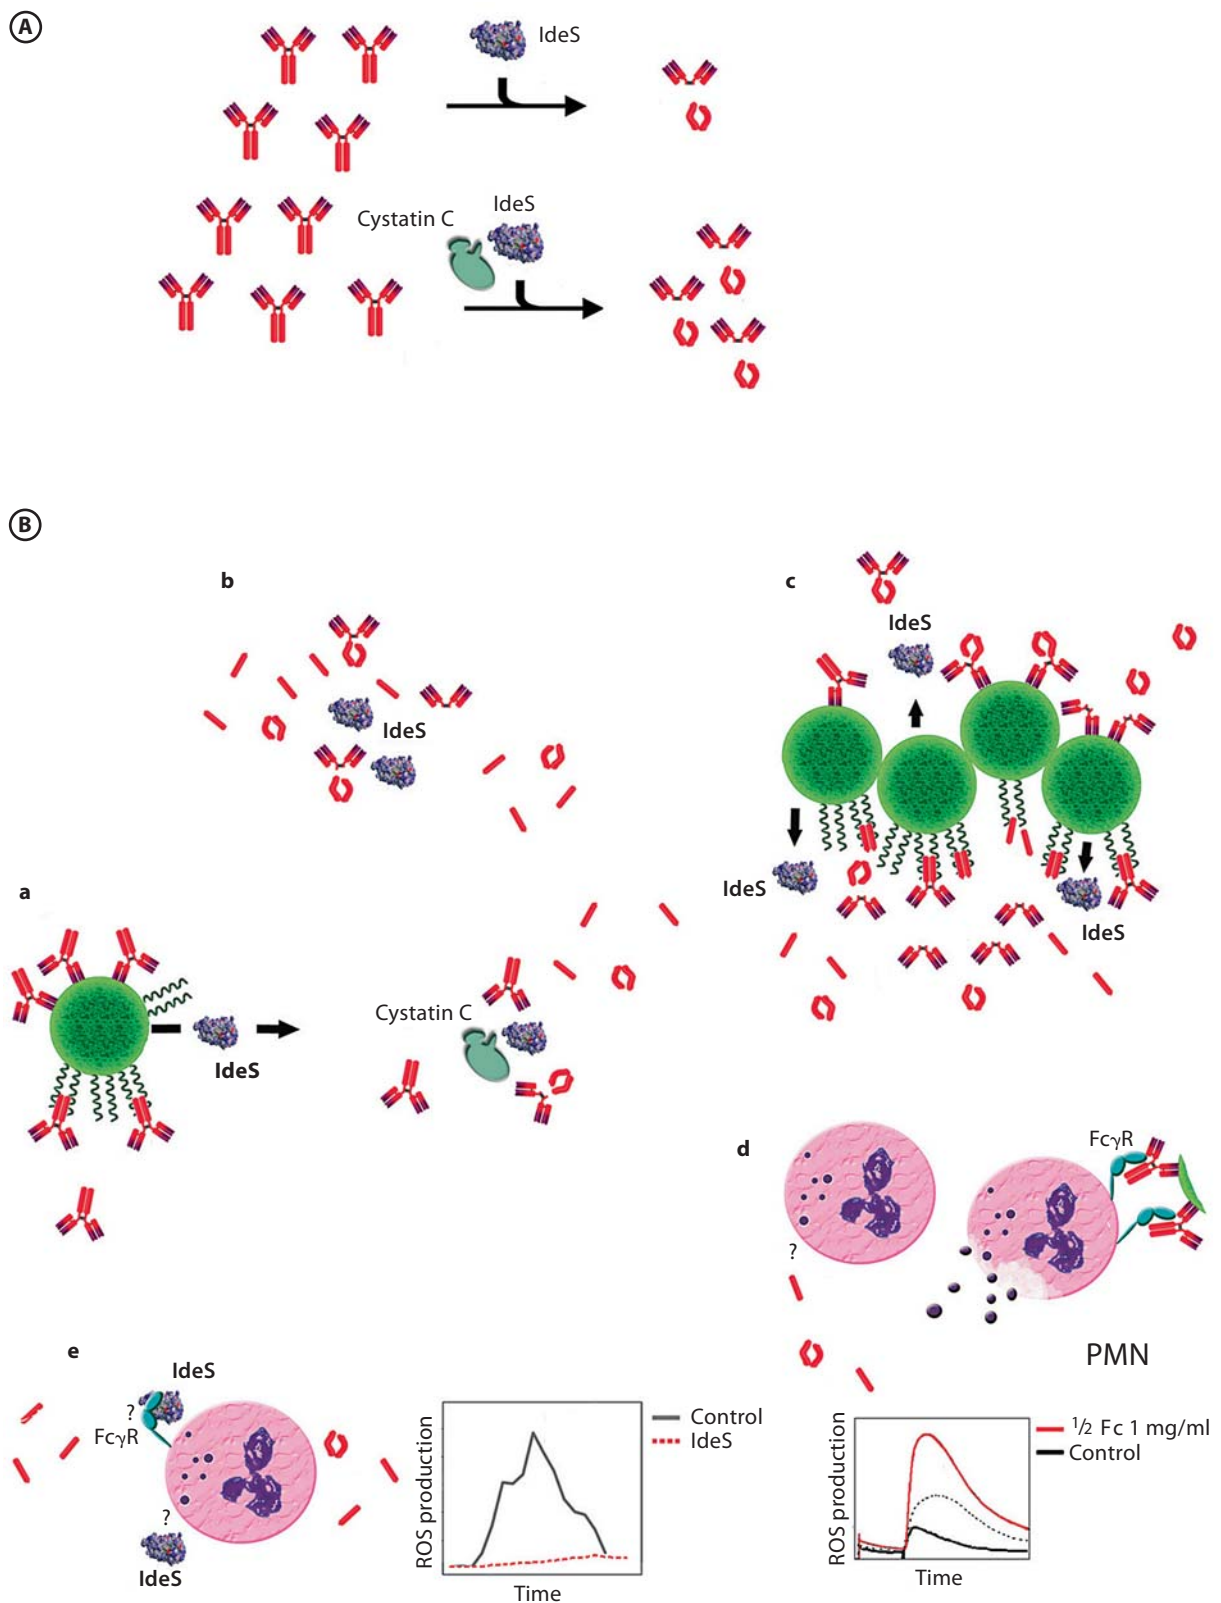 A
IdeS
Cystatin C
IdeS
B
b
c
IdeS
IdeS
IdeS
IdeS
a
Cystatin C
IdeS
d
FcγR
?
PMN
e
IdeS
?
FcγR
?
IdeS
ROS production
Time
Control
IdeS
ROS production
Time
1/2 Fc 1 mg/ml
Control